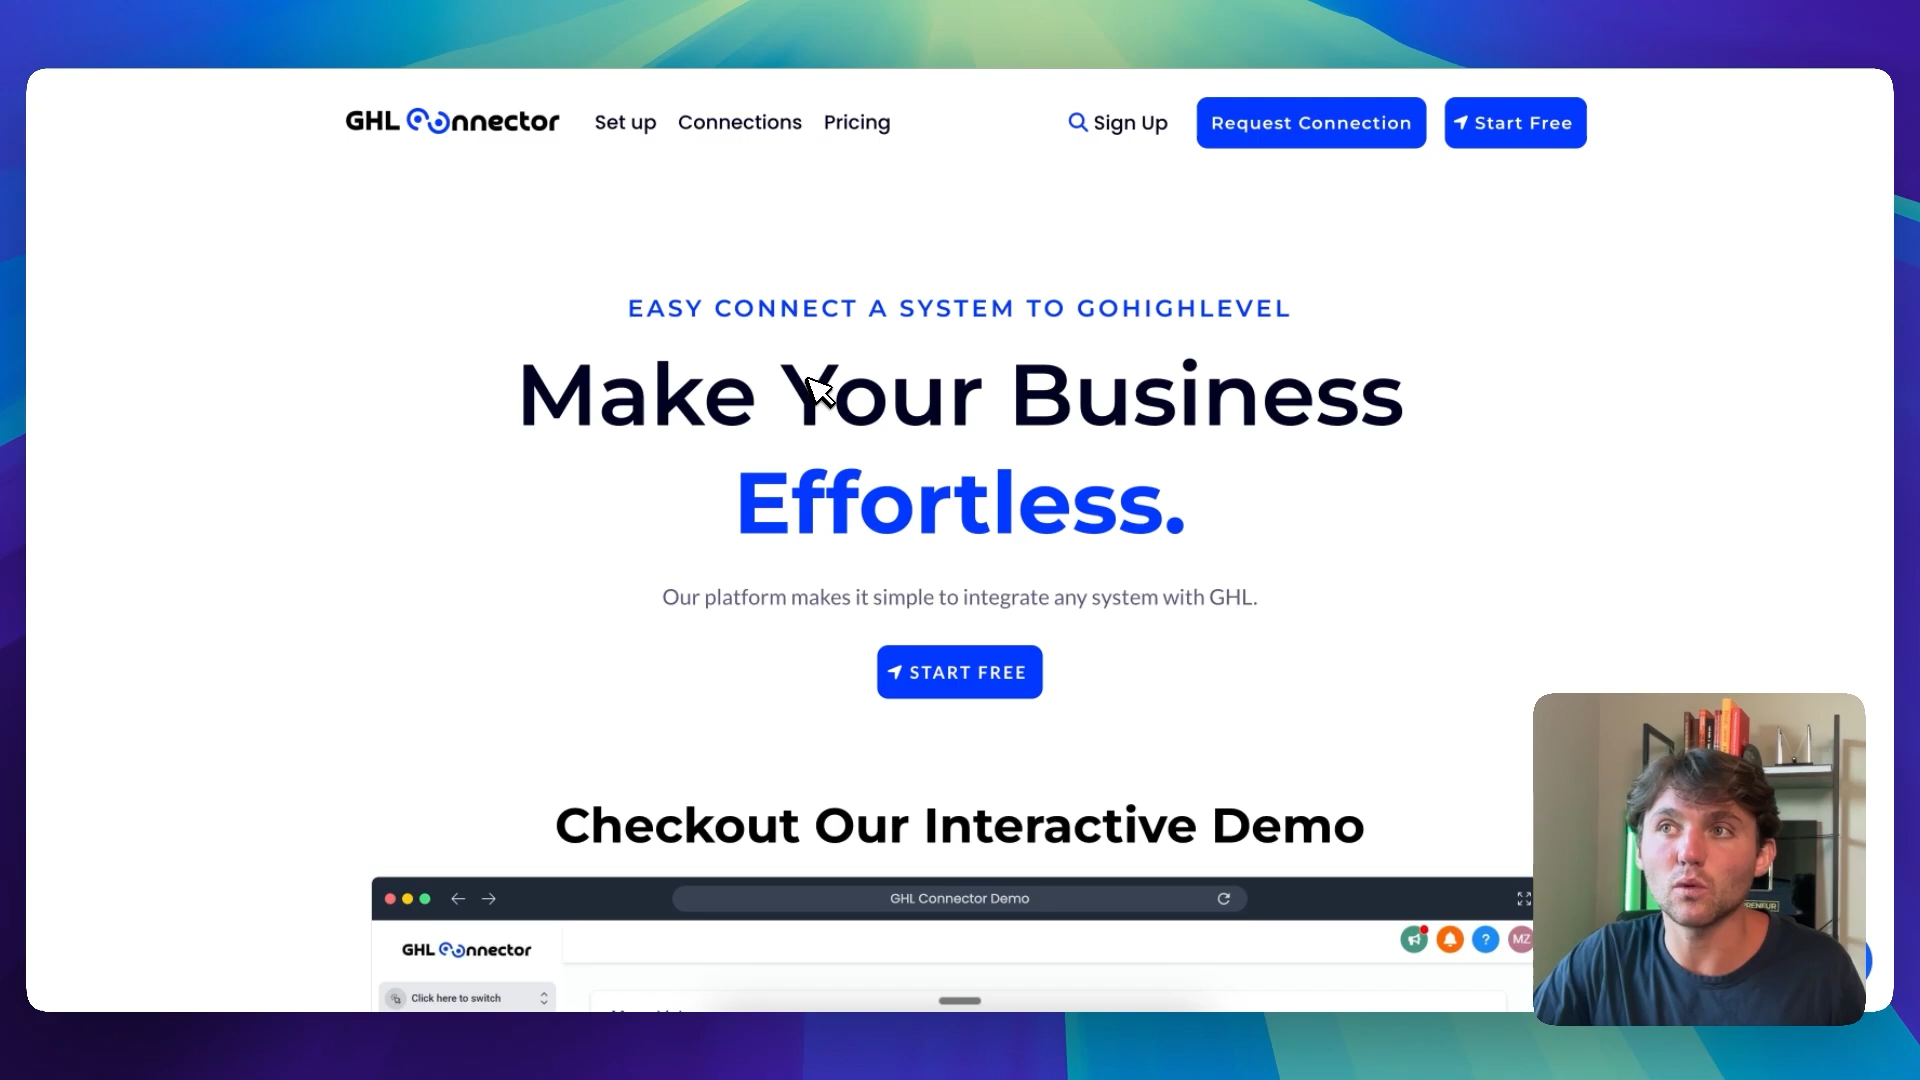 GHL Connector
Set up
Connections
Pricing
Sign Up
Request Connection
Start Free
EASY CONNECT A SYSTEM TO GOHIGHLEVEL
Make Your Business
Effortless.
Our platform makes it simple to integrate any system with GHL.
START FREE
Checkout Our Interactive Demo
GHL Connector Demo
GHL Connector
?
MZ
Click here to switch